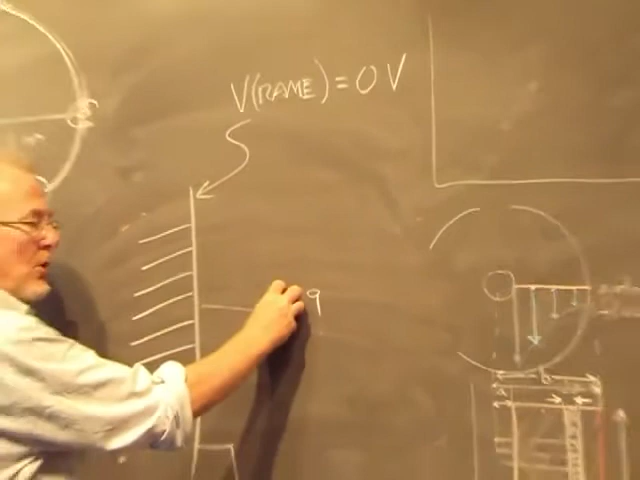 V(RAME) = 0 V
q